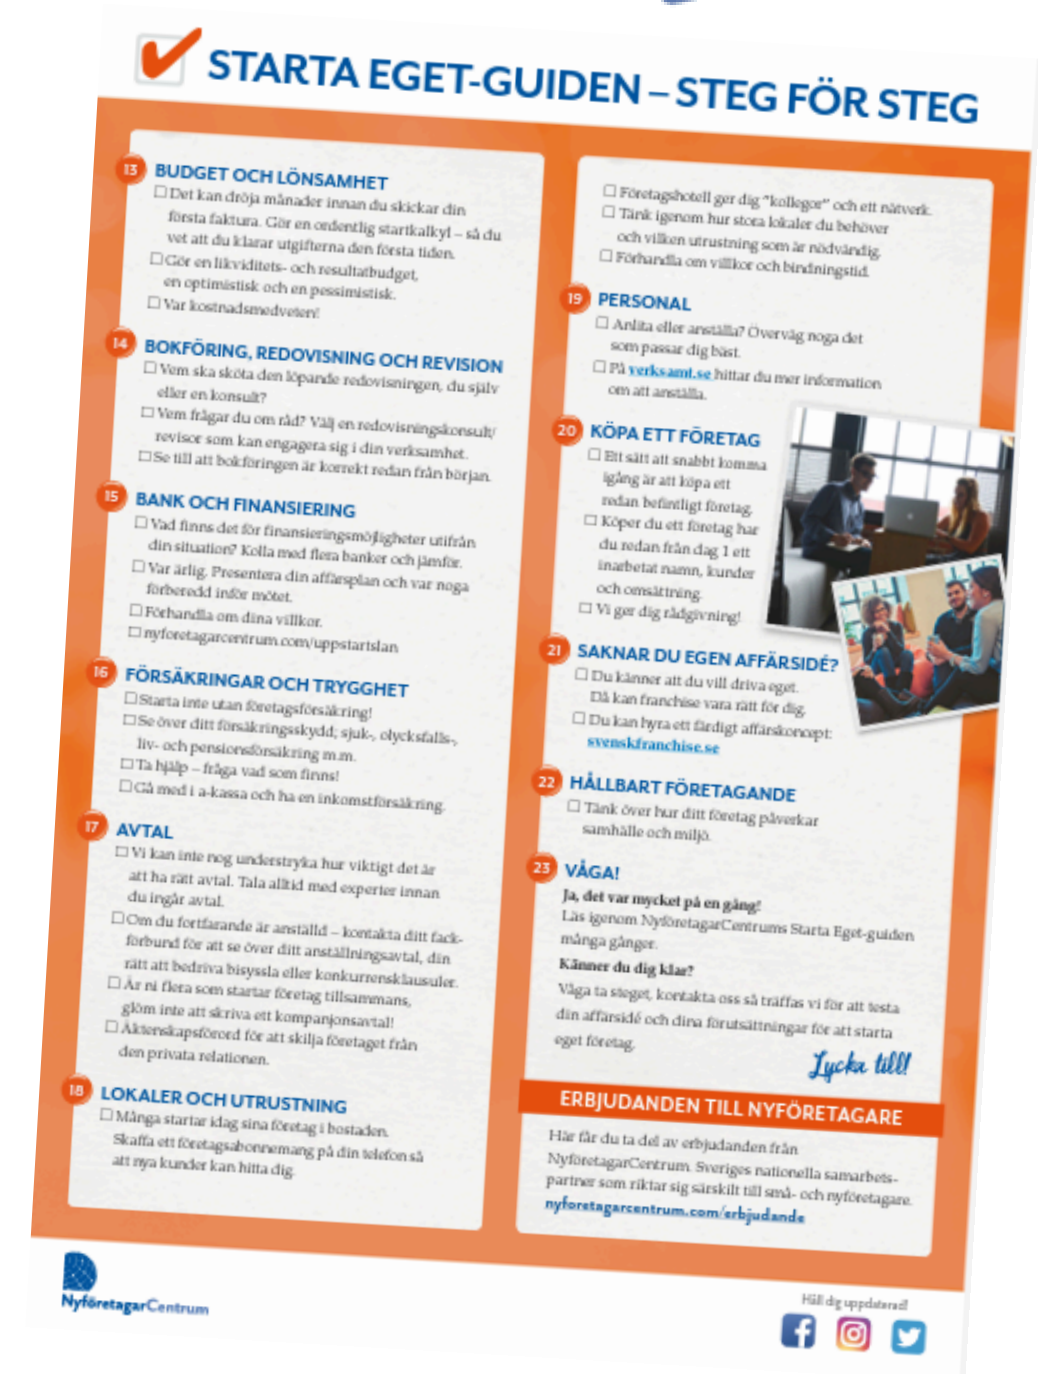 STARTA EGET-GUIDEN – STEG FÖR STEG
13 BUDGET OCH LÖNSAMHET
☐ Det kan dröja månader innan du skickar din
första faktura. Gör en ordentlig startkalkyl – så du
vet att du klarar utgifterna den första tiden.
☐ Gör en likviditets- och resultatbudget,
en optimistisk och en pessimistisk.
☐ Var kostnadsmedveten!
14 BOKFÖRING, REDOVISNING OCH REVISION
☐ Vem ska sköta den löpande redovisningen, du själv
eller en konsult?
☐ Vem frågar du om råd? Välj en redovisningskonsult/
revisor som kan engagera sig i din verksamhet.
☐ Se till att bokföringen är korrekt redan från början.
15 BANK OCH FINANSIERING
☐ Vad finns det för finansieringsmöjligheter utifrån
din situation? Kolla med flera banker och jämför.
☐ Var ärlig. Presentera din affärsplan och var noga
förberedd inför mötet.
☐ Förhandla om dina villkor.
☐ nyforetagarcentrum.com/uppstartslan
16 FÖRSÄKRINGAR OCH TRYGGHET
☐ Starta inte utan företagsförsäkring!
☐ Se över ditt försäkringsskydd; sjuk-, olycksfalls-,
liv- och pensionsförsäkring m.m.
☐ Ta hjälp – fråga vad som finns!
☐ Gå med i a-kassa och ha en inkomstförsäkring.
17 AVTAL
☐ Vi kan inte nog understryka hur viktigt det är
att ha rätt avtal. Tala alltid med experter innan
du ingår avtal.
☐ Om du fortfarande är anställd – kontakta ditt fack-
förbund för att se över ditt anställningsavtal, din
rätt att bedriva bisyssla eller konkurrensklausuler.
☐ Är ni flera som startar företag tillsammans,
glöm inte att skriva ett kompanjonsavtal!
☐ Äktenskapsförord för att skilja företaget från
den privata relationen.
18 LOKALER OCH UTRUSTNING
☐ Många startar idag sina företag i bostaden.
Skaffa ett företagsabonnemang på din telefon så
att nya kunder kan hitta dig.
☐ Företagshotell ger dig "kollegor" och ett nätverk.
☐ Tänk igenom hur stora lokaler du behöver
och vilken utrustning som är nödvändig.
☐ Förhandla om villkor och bindningstid.
19 PERSONAL
☐ Anlita eller anställa? Överväg noga det
som passar dig bäst.
☐ På verksamt.se hittar du mer information
om att anställa.
20 KÖPA ETT FÖRETAG
☐ Ett sätt att snabbt komma
igång är att köpa ett
redan befintligt företag.
☐ Köper du ett företag har
du redan från dag 1 ett
inarbetat namn, kunder
och omsättning.
☐ Vi ger dig rådgivning!
21 SAKNAR DU EGEN AFFÄRSIDÉ?
☐ Du känner att du vill driva eget.
Då kan franchise vara rätt för dig.
☐ Du kan hyra ett färdigt affärskoncept:
svenskfranchise.se
22 HÅLLBART FÖRETAGANDE
☐ Tänk över hur ditt företag påverkar
samhälle och miljö.
23 VÅGA!
Ja, det var mycket på en gång!
Läs igenom NyföretagarCentrums Starta Eget-guiden
många gånger.
Känner du dig klar?
Våga ta steget, kontakta oss så träffas vi för att testa
din affärsidé och dina förutsättningar för att starta
eget företag.
Lycka till!
ERBJUDANDEN TILL NYFÖRETAGARE
Här får du ta del av erbjudanden från
NyföretagarCentrum Sveriges nationella samarbets-
partner som riktar sig särskilt till små- och nyföretagare.
nyforetagarcentrum.com/erbjudande
NyföretagarCentrum
Håll dig uppdaterad!